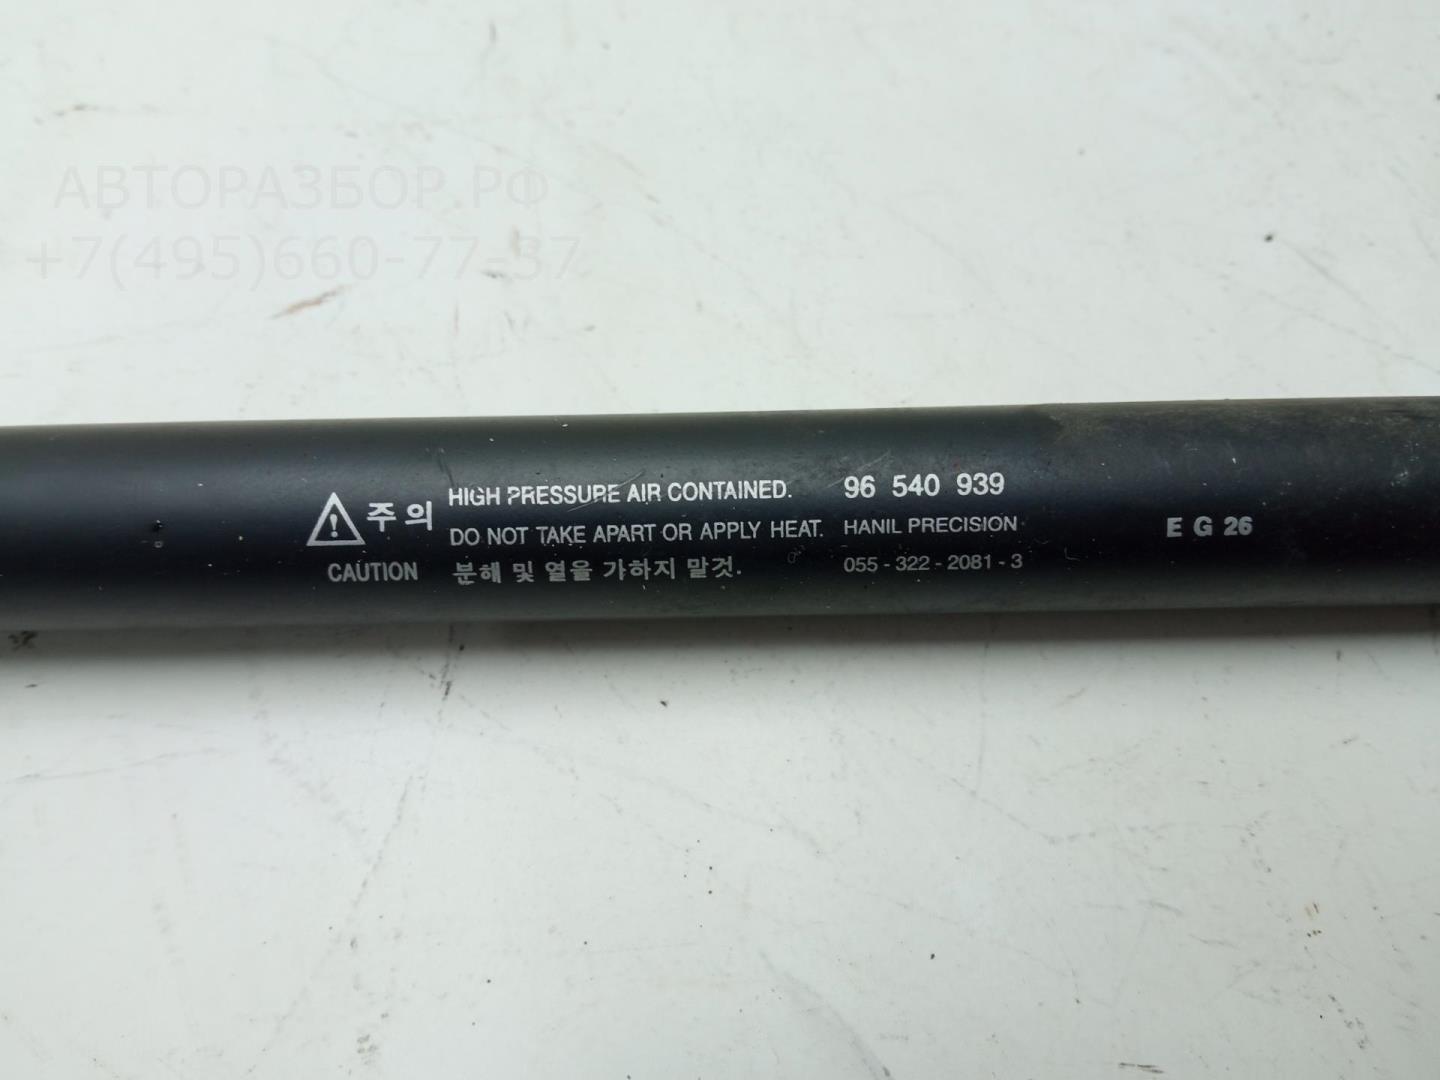 АВТОРАЗБОР.РФ
+7(495)660-77-37
주의 HIGH PRESSURE AIR CONTAINED. 96 540 939
DO NOT TAKE APART OR APPLY HEAT. HANIL PRECISION E G 26
CAUTION 분해 및 열을 가하지 말것. 055 - 322 - 2081 - 3